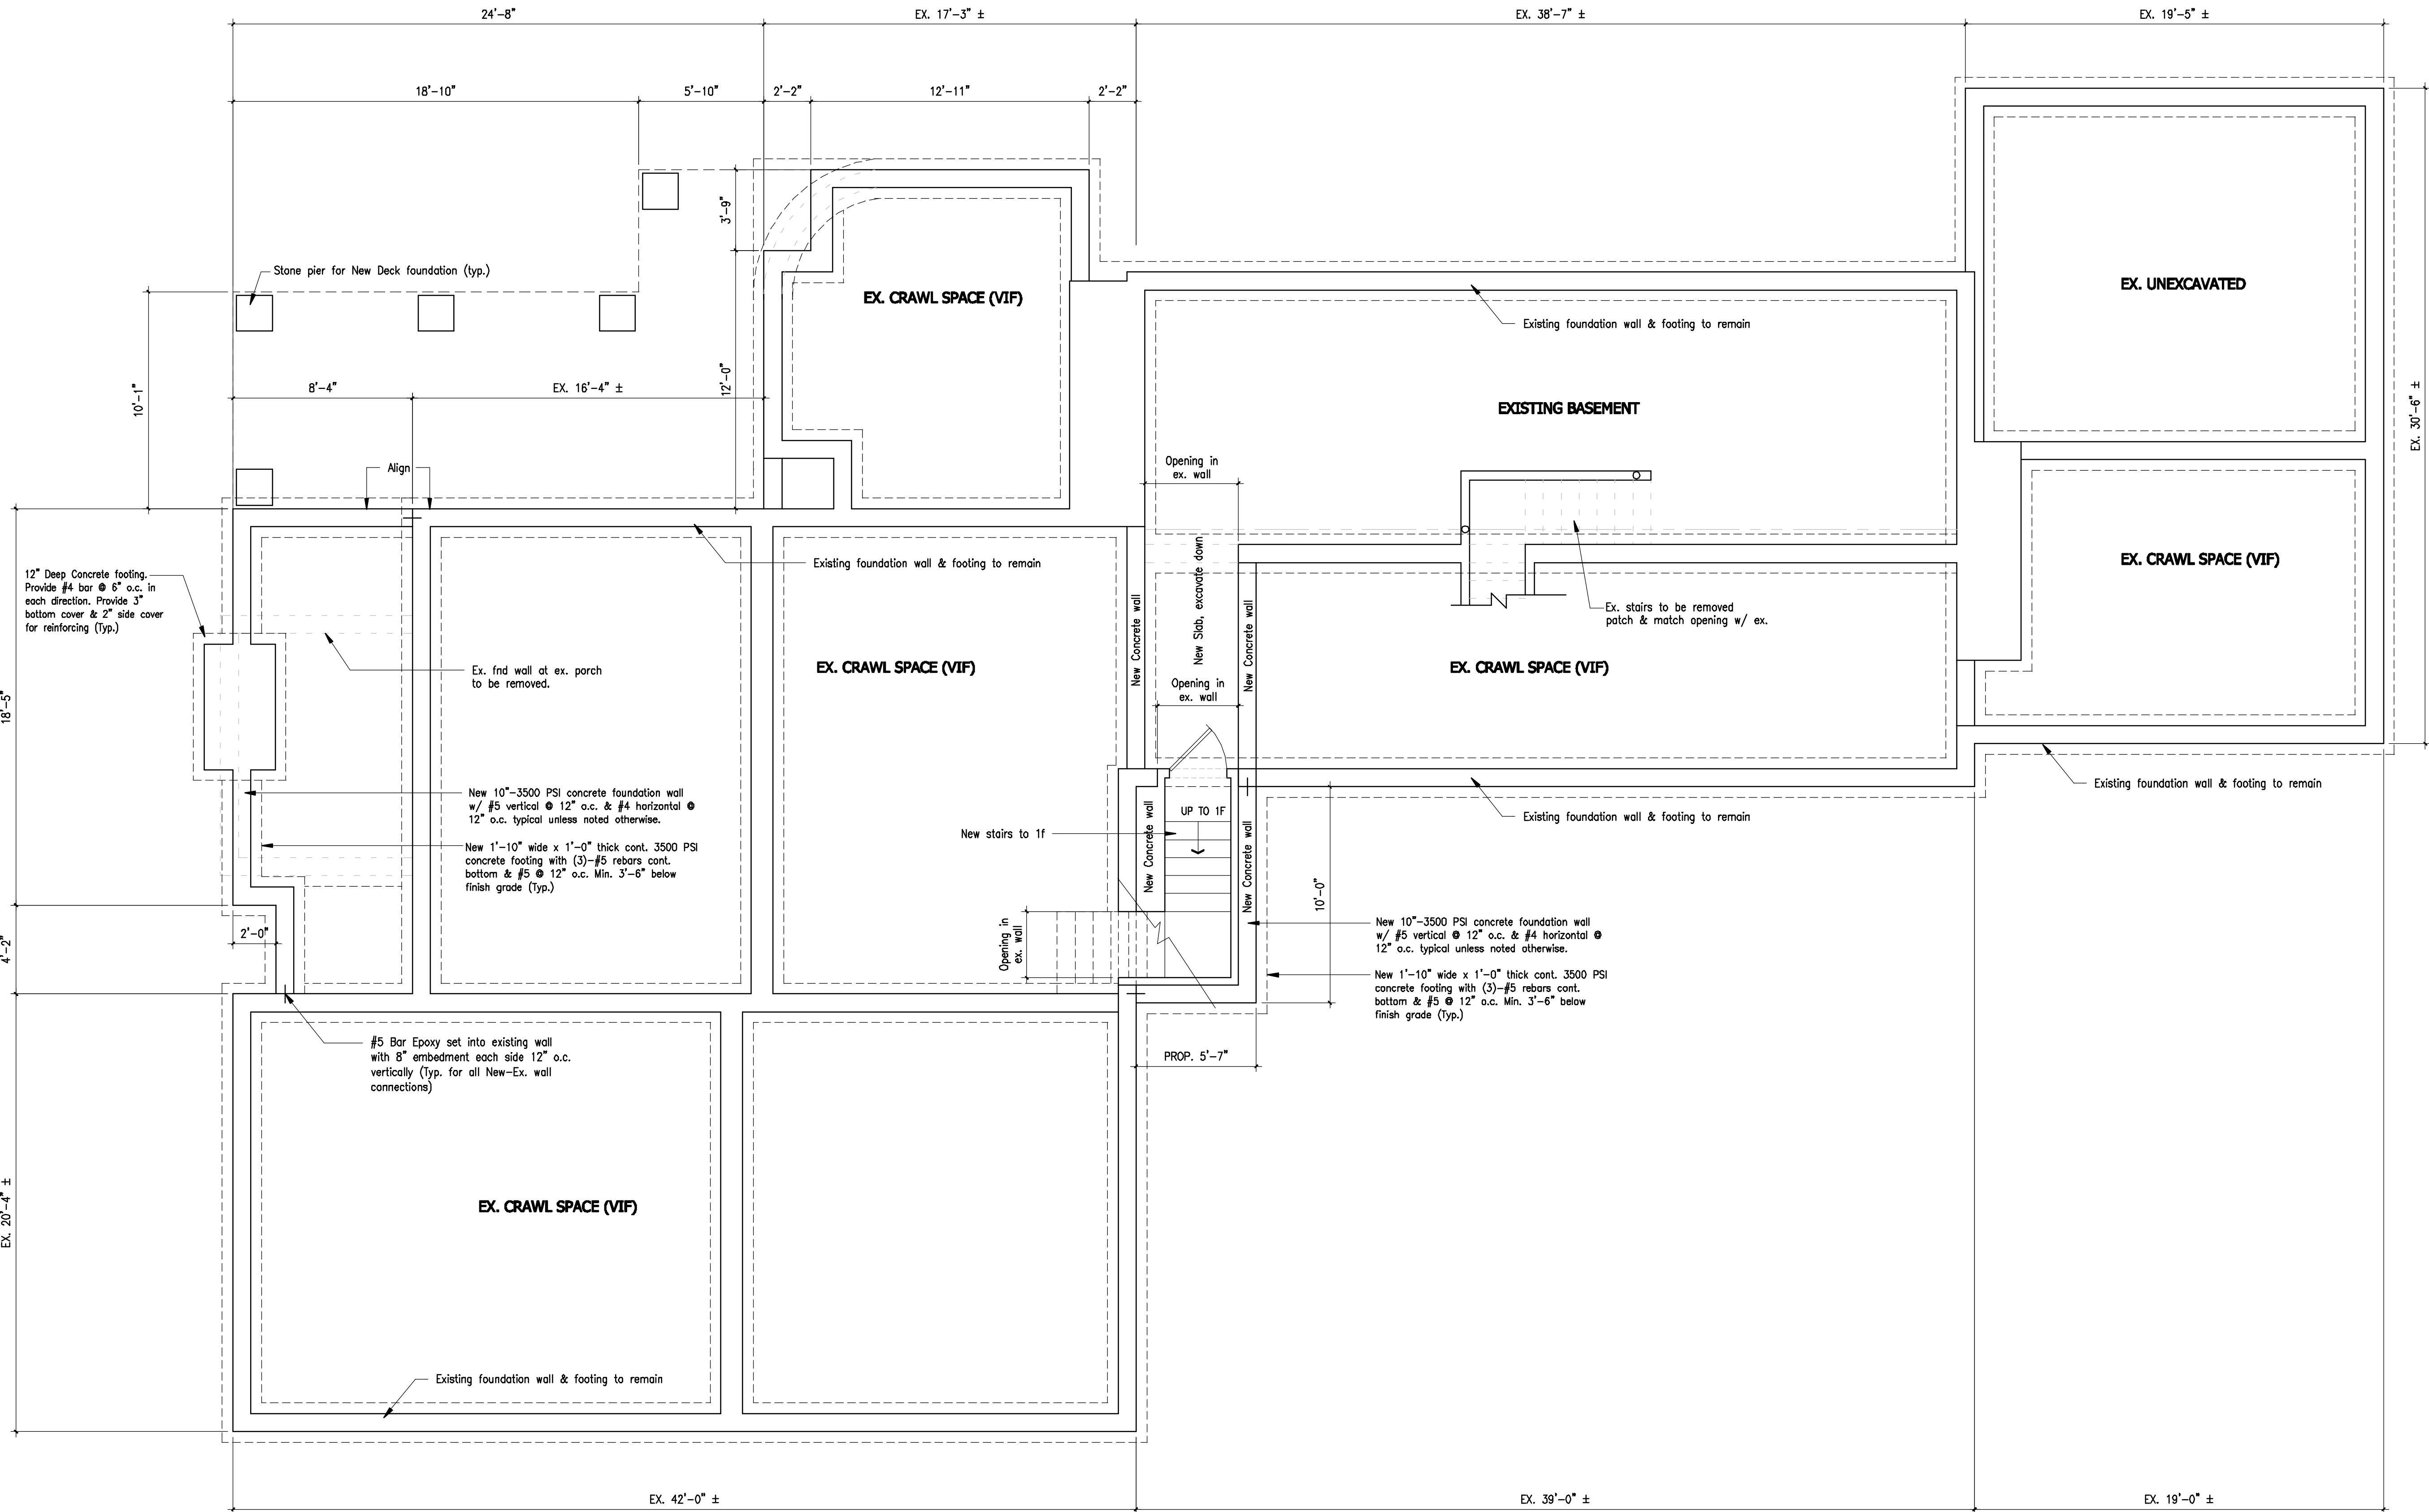 24'-8"
EX. 17'-3" ±
EX. 38'-7" ±
EX. 19'-5" ±
18'-10"
5'-10"
2'-2"
12'-11"
2'-2"
3'-9"
Stone pier for New Deck foundation (typ.)
EX. CRAWL SPACE (VIF)
EX. UNEXCAVATED
Existing foundation wall & footing to remain
10'-1"
8'-4"
EX. 16'-4" ±
12'-0"
EXISTING BASEMENT
EX. 30'-6" ±
Align
Opening in
ex. wall
12" Deep Concrete footing.
Provide #4 bar @ 6" o.c. in
each direction. Provide 3"
bottom cover & 2" side cover
for reinforcing (Typ.)
Existing foundation wall & footing to remain
New Slab, excavate down
EX. CRAWL SPACE (VIF)
Ex. stairs to be removed
patch & match opening w/ ex.
New Concrete wall
New Concrete wall
Ex. fnd wall at ex. porch
to be removed.
EX. CRAWL SPACE (VIF)
Opening in
ex. wall
EX. CRAWL SPACE (VIF)
18'-5"
New 10"-3500 PSI concrete foundation wall
w/ #5 vertical @ 12" o.c. & #4 horizontal @
12" o.c. typical unless noted otherwise.
New 1'-10" wide x 1'-0" thick cont. 3500 PSI
concrete footing with (3)-#5 rebars cont.
bottom & #5 @ 12" o.c. Min. 3'-6" below
finish grade (Typ.)
Existing foundation wall & footing to remain
UP TO 1F
Existing foundation wall & footing to remain
New stairs to 1f
New Concrete wall
New Concrete wall
10'-0"
4'-2"
2'-0"
Opening in
ex. wall
New 10"-3500 PSI concrete foundation wall
w/ #5 vertical @ 12" o.c. & #4 horizontal @
12" o.c. typical unless noted otherwise.
New 1'-10" wide x 1'-0" thick cont. 3500 PSI
concrete footing with (3)-#5 rebars cont.
bottom & #5 @ 12" o.c. Min. 3'-6" below
finish grade (Typ.)
#5 Bar Epoxy set into existing wall
with 8" embedment each side 12" o.c.
vertically (Typ. for all New-Ex. wall
connections)
PROP. 5'-7"
EX. 20'-4" ±
EX. CRAWL SPACE (VIF)
Existing foundation wall & footing to remain
EX. 42'-0" ±
EX. 39'-0" ±
EX. 19'-0" ±